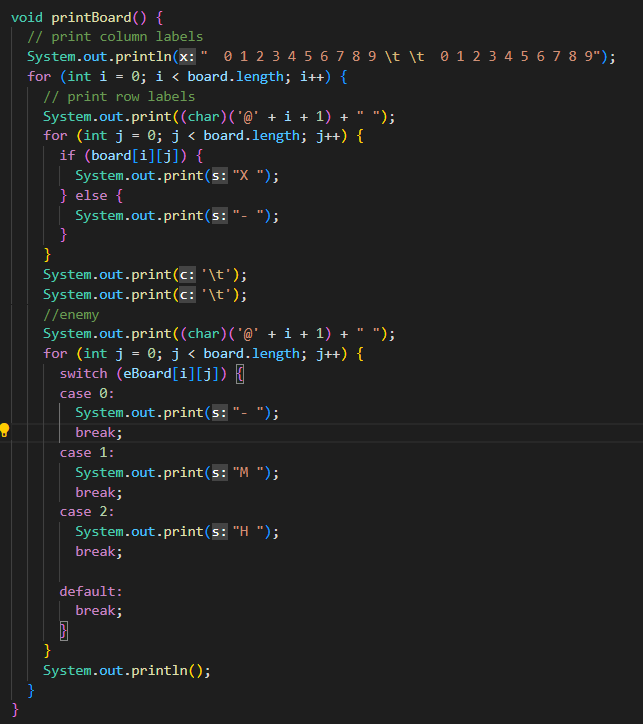 void printBoard() {
  // print column labels
  System.out.println(x: "  0 1 2 3 4 5 6 7 8 9 \t \t  0 1 2 3 4 5 6 7 8 9");
  for (int i = 0; i < board.length; i++) {
    // print row labels
    System.out.print((char)('@' + i + 1) + " ");
    for (int j = 0; j < board.length; j++) {
      if (board[i][j]) {
        System.out.print(s: "X ");
      } else {
        System.out.print(s: "- ");
      }
    }
    System.out.print(c: '\t');
    System.out.print(c: '\t');
    //enemy
    System.out.print((char)('@' + i + 1) + " ");
    for (int j = 0; j < board.length; j++) {
      switch (eBoard[i][j]) {
      case 0:
        System.out.print(s: "- ");
        break;
      case 1:
        System.out.print(s: "M ");
        break;
      case 2:
        System.out.print(s: "H ");
        break;

      default:
        break;
      }
    }
    System.out.println();
  }
}